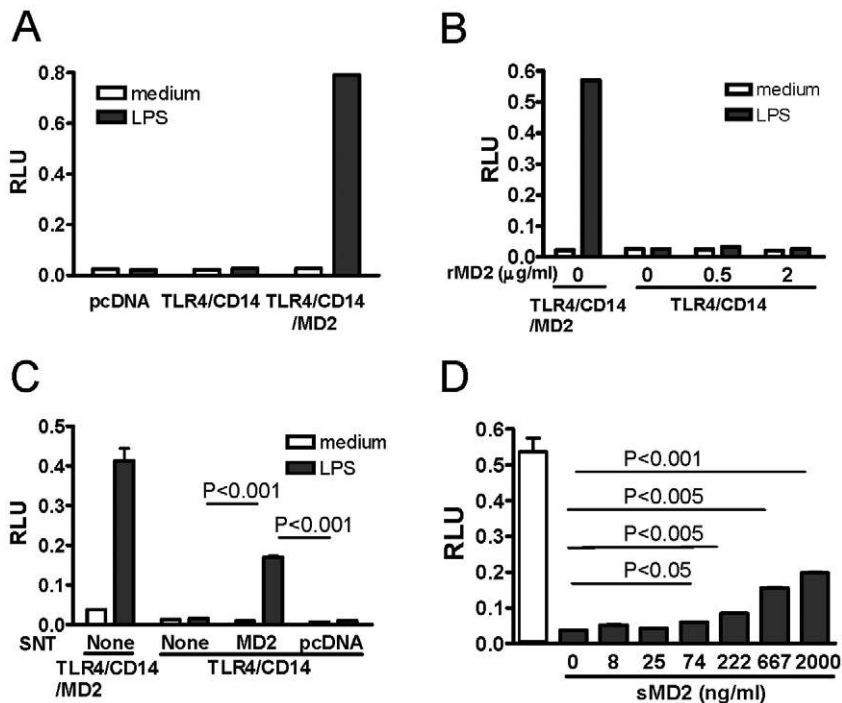 A
RLU
0.8
0.6
0.4
0.2
0.0
medium
LPS
pcDNA TLR4/CD14 TLR4/CD14
/MD2
B
RLU
0.6
0.5
0.4
0.3
0.2
0.1
0.0
medium
LPS
rMD2 (μg/ml) 0 0 0.5 2
TLR4/CD14 TLR4/CD14
/MD2
C
RLU
0.5
0.4
0.3
0.2
0.1
0.0
medium
LPS
P<0.001
P<0.001
SNT None None MD2 pcDNA
TLR4/CD14 TLR4/CD14
/MD2
D
RLU
0.6
0.5
0.4
0.3
0.2
0.1
0.0
P<0.001
P<0.005
P<0.005
P<0.05
0 8 25 74 222 667 2000
sMD2 (ng/ml)